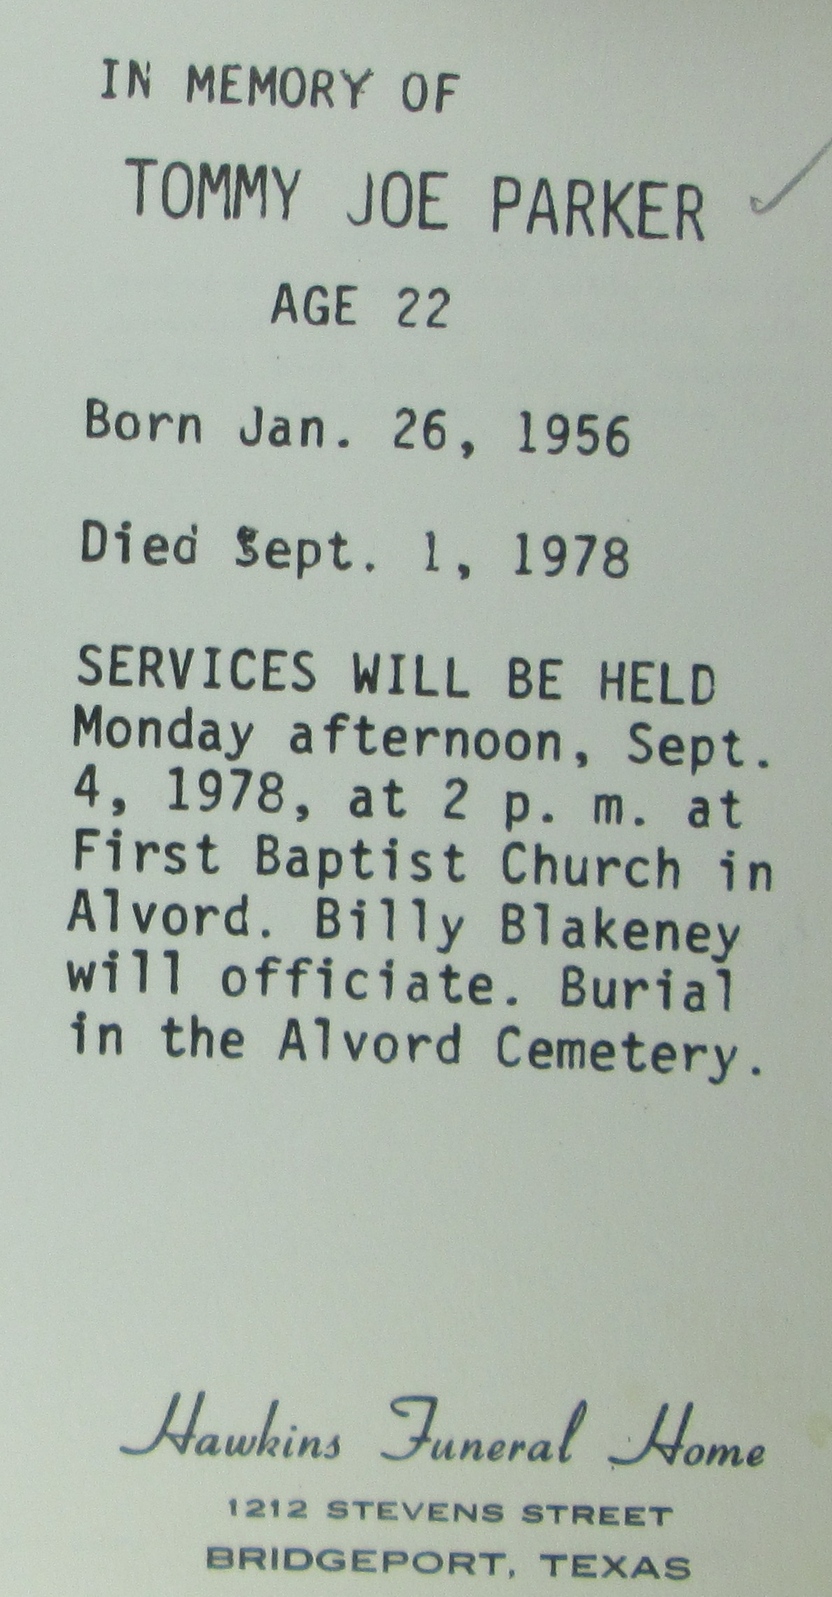 IN MEMORY OF
TOMMY JOE PARKER
AGE 22
Born Jan. 26, 1956
Died Sept. 1, 1978
SERVICES WILL BE HELD
Monday afternoon, Sept.
4, 1978, at 2 p. m. at
First Baptist Church in
Alvord. Billy Blakeney
will officiate. Burial
in the Alvord Cemetery.
Hawkins Funeral Home
1212 STEVENS STREET
BRIDGEPORT, TEXAS